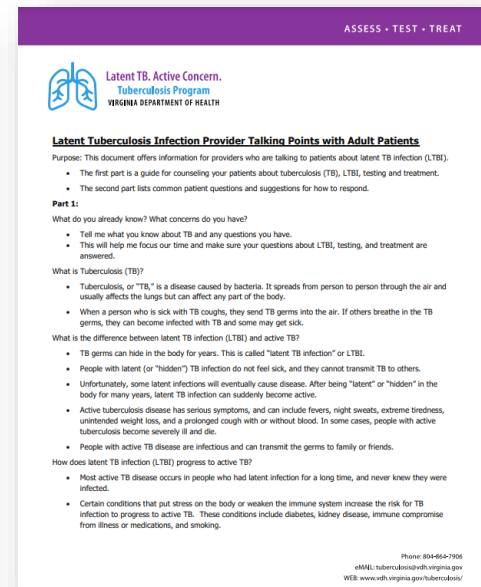 ASSESS • TEST • TREAT
Latent TB. Active Concern.
Tuberculosis Program
VIRGINIA DEPARTMENT OF HEALTH
Latent Tuberculosis Infection Provider Talking Points with Adult Patients
Purpose: This document offers information for providers who are talking to patients about latent TB infection (LTBI).
• The first part is a guide for counseling your patients about tuberculosis (TB), LTBI, testing and treatment.
• The second part lists common patient questions and suggestions for how to respond.
Part 1:
What do you already know? What concerns do you have?
• Tell me what you know about TB and any questions you have.
• This will help me focus our time and make sure your questions about LTBI, testing, and treatment are
answered.
What is Tuberculosis (TB)?
• Tuberculosis, or "TB," is a disease caused by bacteria. It spreads from person to person through the air and
usually affects the lungs but can affect any part of the body.
• When a person who is sick with TB coughs, they send TB germs into the air. If others breathe in the TB
germs, they can become infected with TB and some may get sick.
What is the difference between latent TB infection (LTBI) and active TB?
• TB germs can hide in the body for years. This is called "latent TB infection" or LTBI.
• People with latent (or "hidden") TB infection do not feel sick, and they cannot transmit TB to others.
• Unfortunately, some latent infections will eventually cause disease. After being "latent" or "hidden" in the
body for many years, latent TB infection can suddenly become active.
• Active tuberculosis disease has serious symptoms, and can include fevers, night sweats, extreme tiredness,
unintended weight loss, and a prolonged cough with or without blood. In some cases, people with active
tuberculosis become severely ill and die.
• People with active TB disease are infectious and can transmit the germs to family or friends.
How does latent TB infection (LTBI) progress to active TB?
• Most active TB disease occurs in people who had latent infection for a long time, and never knew they were
infected.
• Certain conditions that put stress on the body or weaken the immune system increase the risk for TB
infection to progress to active TB. These conditions include diabetes, kidney disease, immune compromise
from illness or medications, and smoking.
Phone: 804-864-7906
eMAIL: tuberculosis@vdh.virginia.gov
WEB: www.vdh.virginia.gov/tuberculosis/